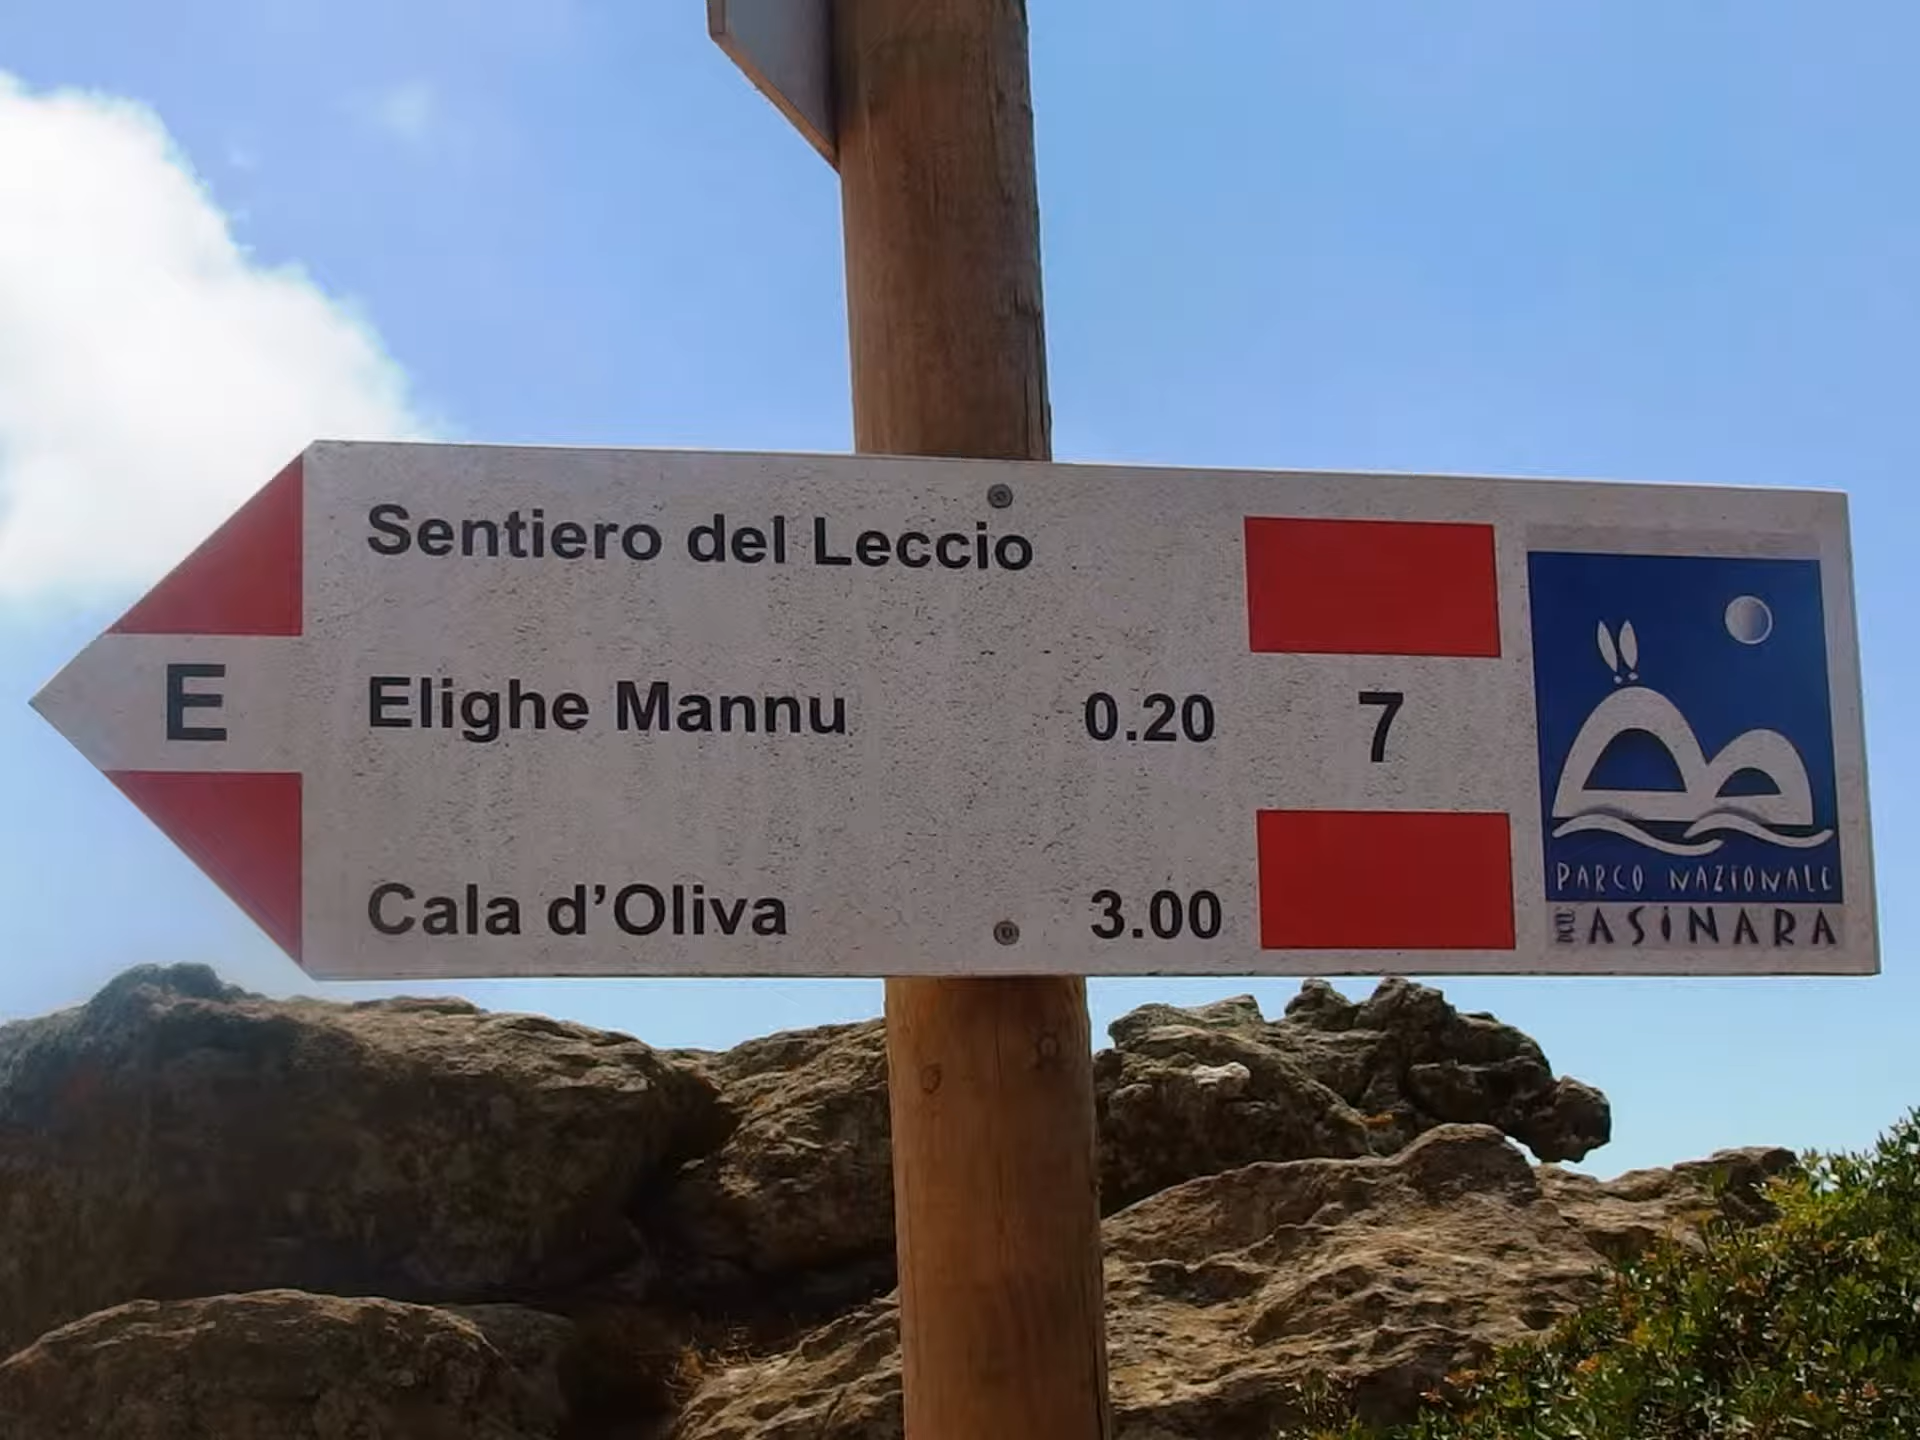 Sentiero del Leccio
E
Elighe Mannu 0.20 7
Cala d'Oliva 3.00
PARCO NAZIONALE
DELL' ASINARA